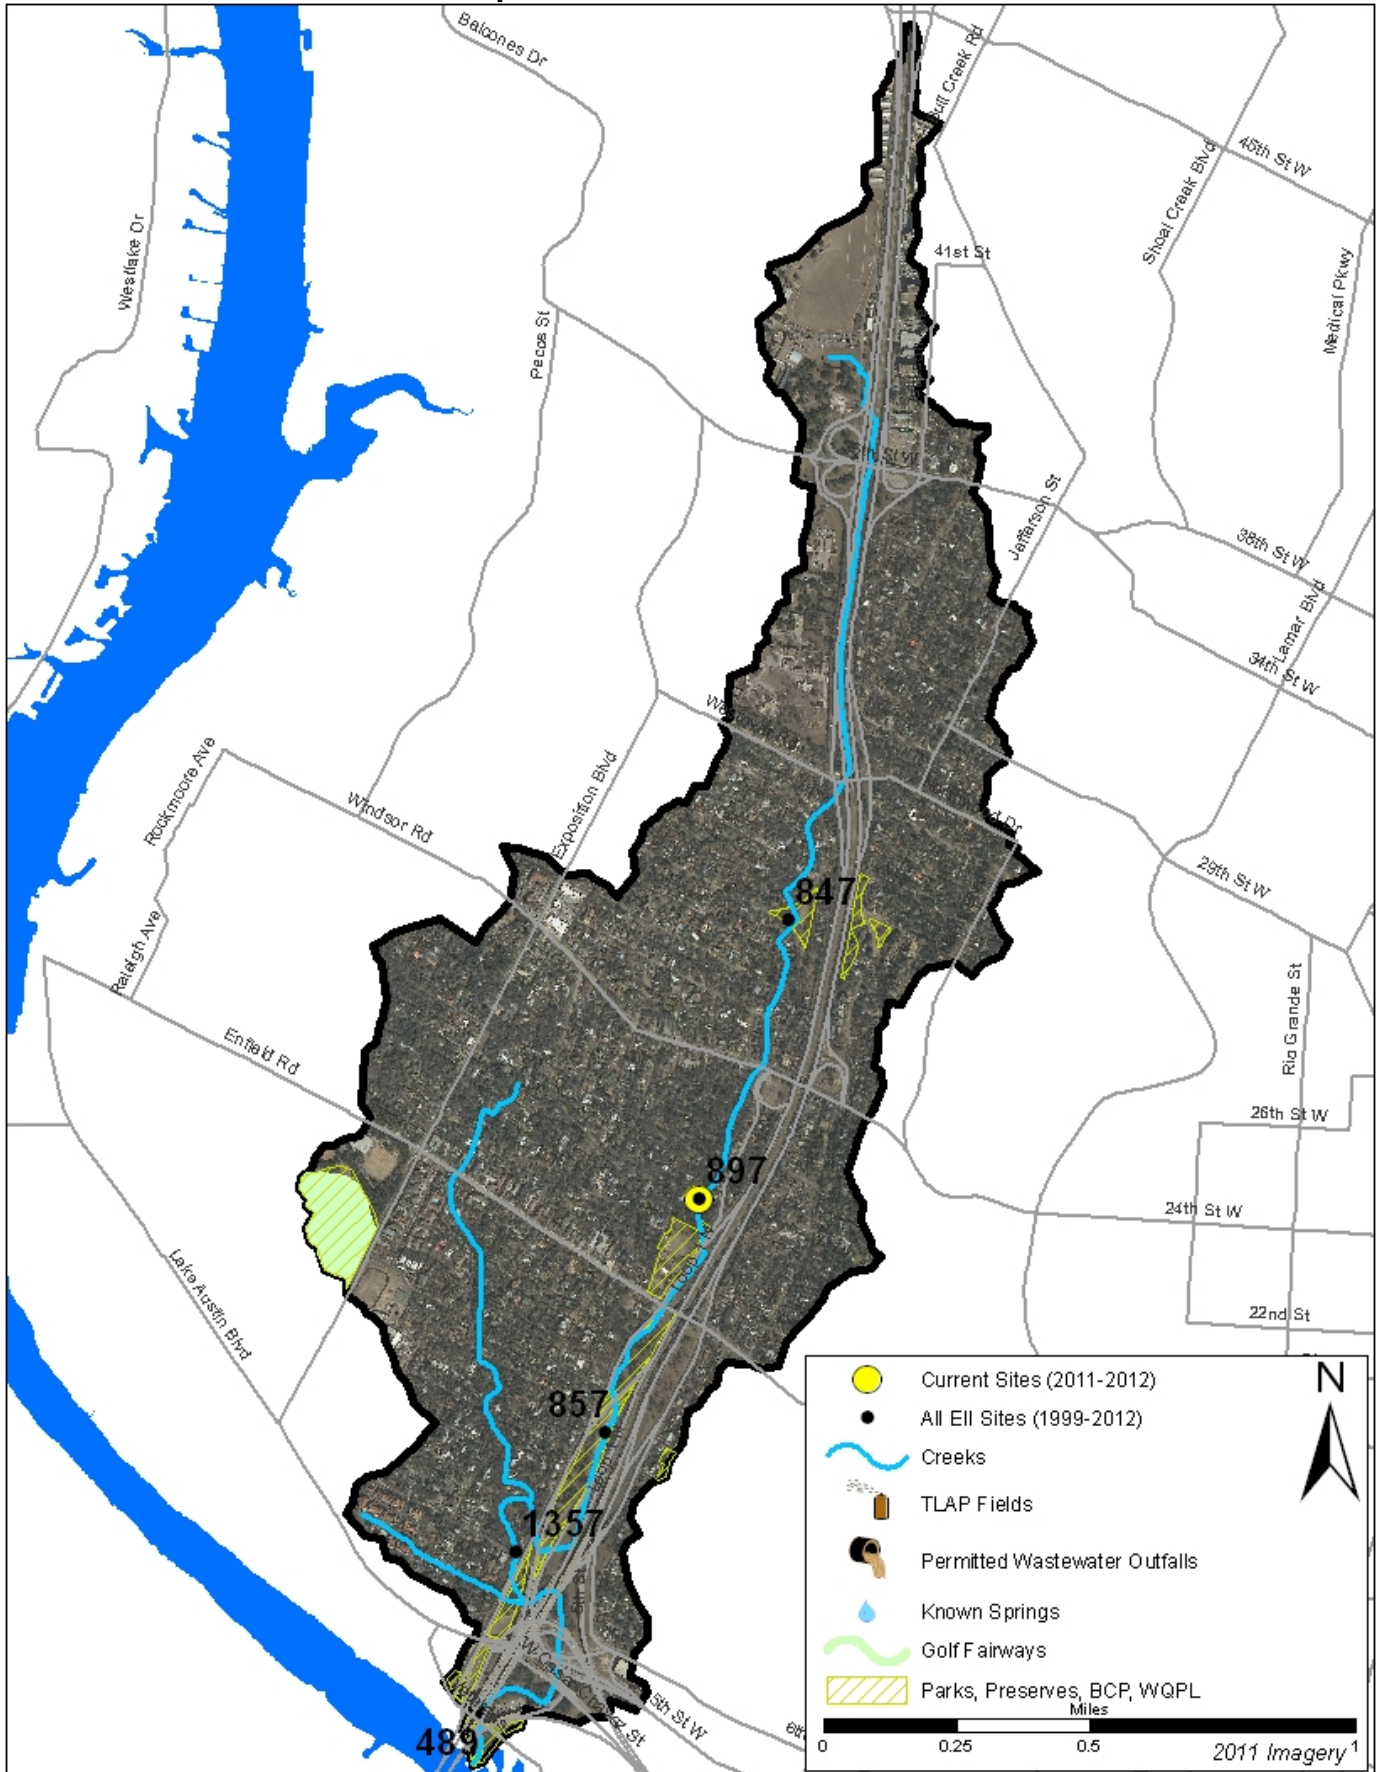 Balcones Dr
Bull Creek Rd
45th St W
Shoal Creek Blvd
Westlake Dr
41st St
Medical Pkwy
Pecos St
Jefferson St
38th St W
Lamar Blvd
34th St W
Rockmoore Ave
Windsor Rd
Exposition Blvd
29th St W
847
Raleigh Ave
Enfield Rd
Rio Grande St
26th St W
897
24th St W
Lake Austin Blvd
22nd St
857
1357
5th St W
489
Current Sites (2011-2012)
All EII Sites (1999-2012)
Creeks
TLAP Fields
Permitted Wastewater Outfalls
Known Springs
Golf Fairways
Parks, Preserves, BCP, WQPL
N
Miles
0 0.25 0.5 1
2011 Imagery